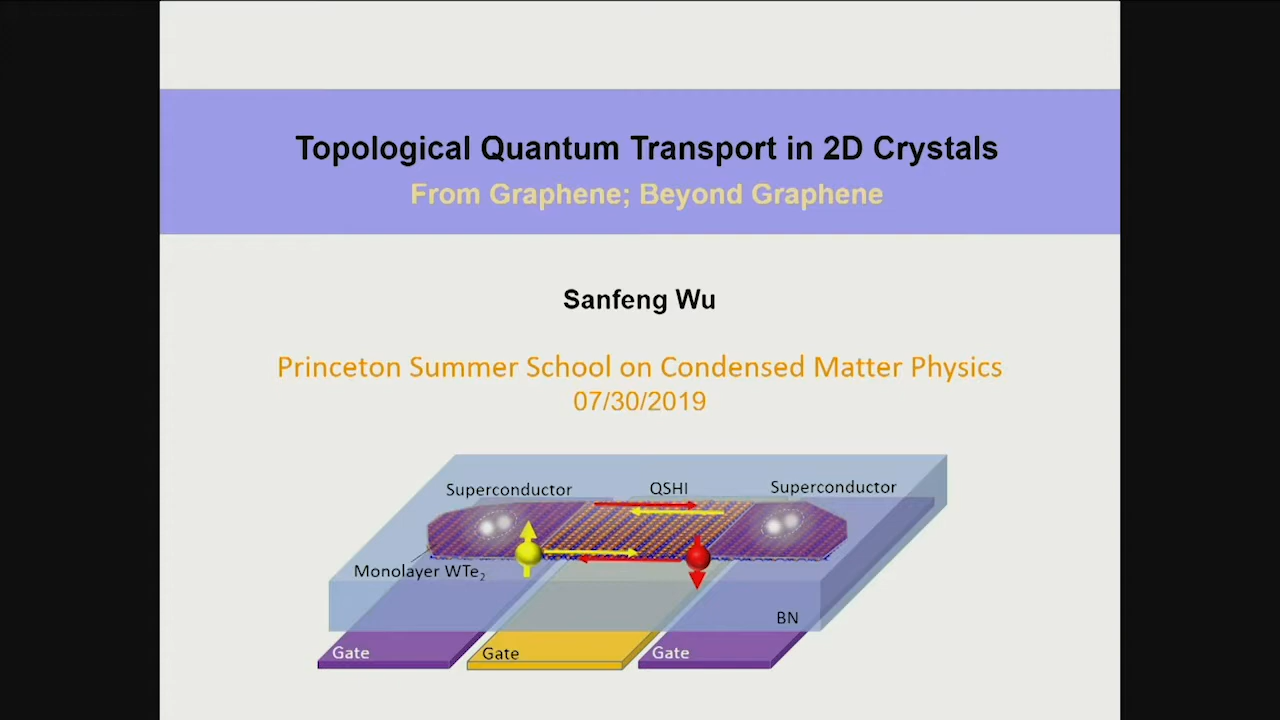 Topological Quantum Transport in 2D Crystals
From Graphene; Beyond Graphene
Sanfeng Wu
Princeton Summer School on Condensed Matter Physics
07/30/2019
Superconductor
QSHI
Superconductor
Monolayer WTe₂
BN
Gate
Gate
Gate